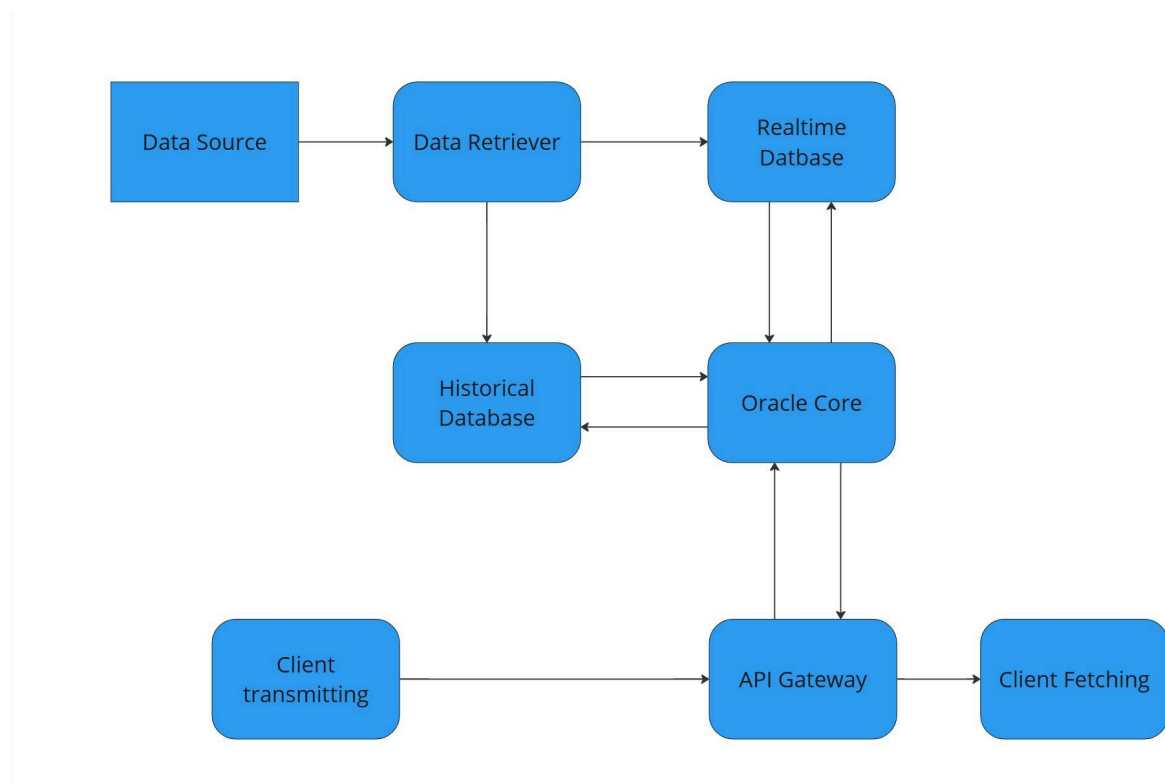 Data Source
Data Retriever
Realtime
Datbase
Historical
Database
Oracle Core
Client
transmitting
API Gateway
Client Fetching